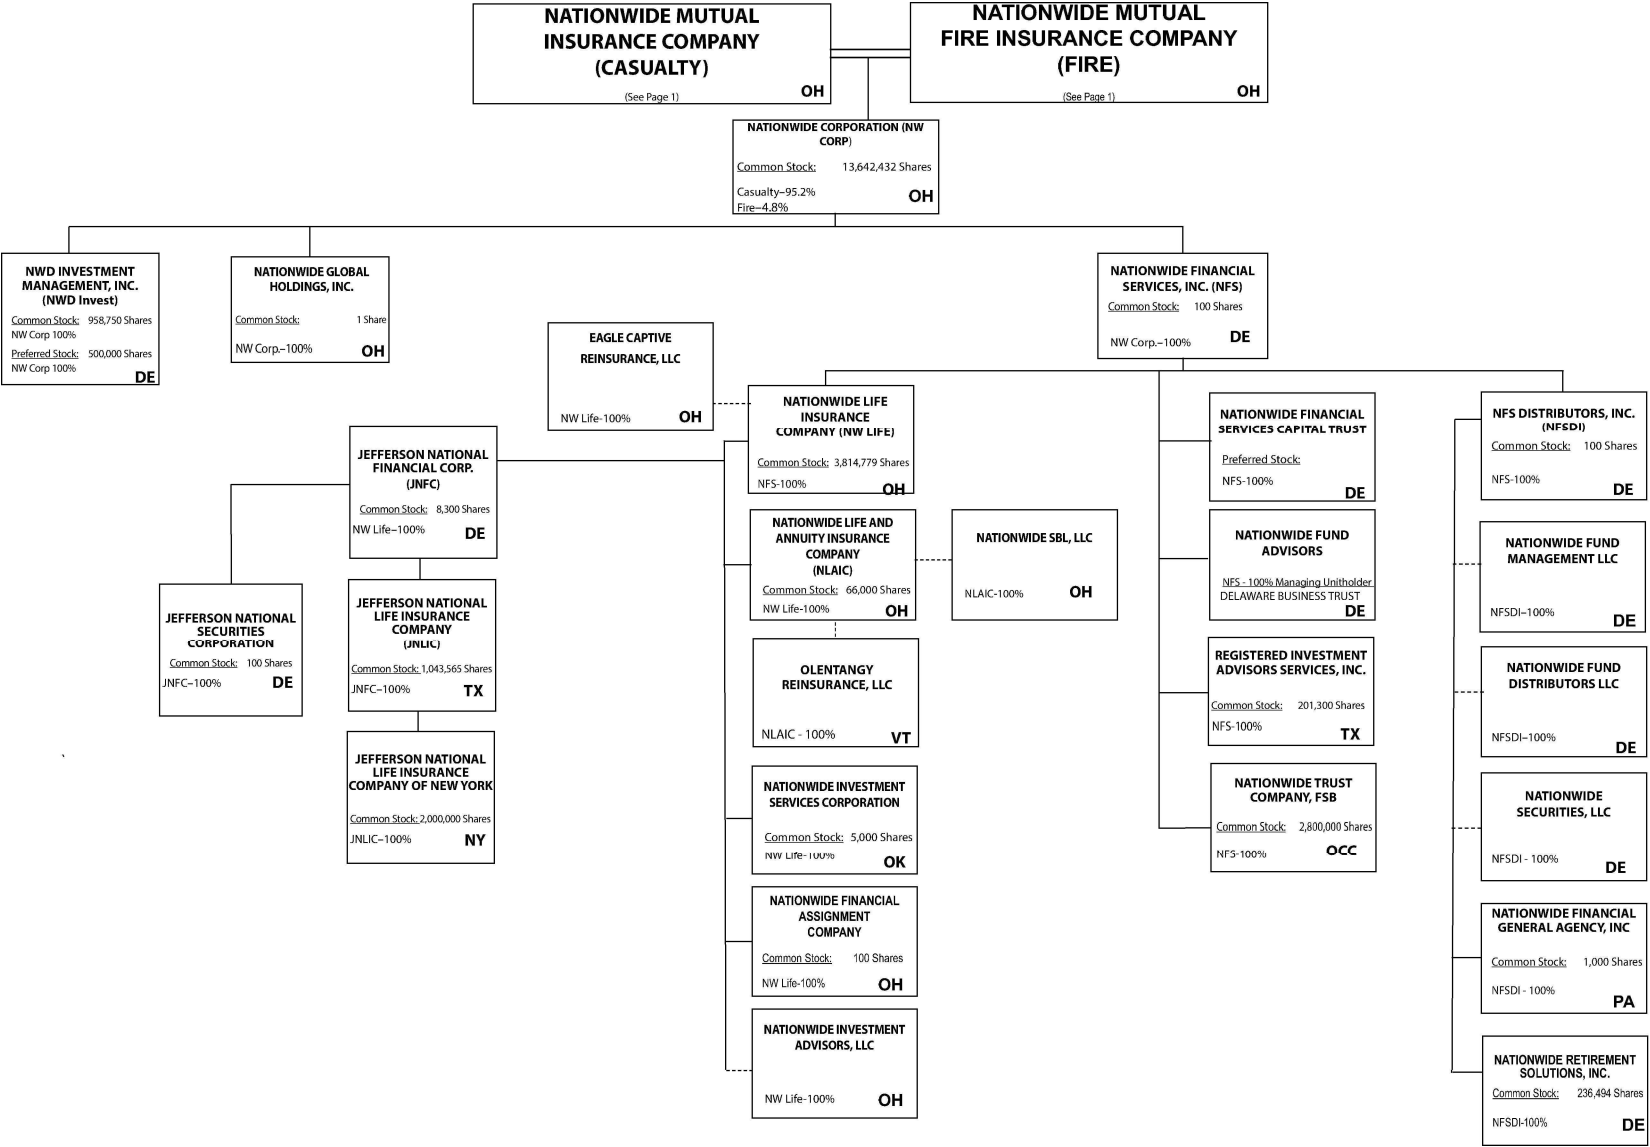 NATIONWIDE MUTUAL
INSURANCE COMPANY
(CASUALTY)
(See Page 1)
OH
NATIONWIDE MUTUAL
FIRE INSURANCE COMPANY
(FIRE)
(See Page 1)
OH
NATIONWIDE CORPORATION (NW
CORP)
Common Stock: 13,642,432 Shares
Casualty–95.2%
Fire–4.8%
OH
NWD INVESTMENT
MANAGEMENT, INC.
(NWD Invest)
Common Stock: 958,750 Shares
NW Corp 100%
Preferred Stock: 500,000 Shares
NW Corp 100%
DE
NATIONWIDE GLOBAL
HOLDINGS, INC.
Common Stock: 1 Share
NW Corp.–100%
OH
NATIONWIDE FINANCIAL
SERVICES, INC. (NFS)
Common Stock: 100 Shares
NW Corp.–100%
DE
EAGLE CAPTIVE
REINSURANCE, LLC
NW Life-100%
OH
NATIONWIDE LIFE
INSURANCE
COMPANY (NW LIFE)
Common Stock: 3,814,779 Shares
NFS-100%
OH
JEFFERSON NATIONAL
FINANCIAL CORP.
(JNFC)
Common Stock: 8,300 Shares
NW Life–100%
DE
JEFFERSON NATIONAL
SECURITIES
CORPORATION
Common Stock: 100 Shares
JNFC–100%
DE
JEFFERSON NATIONAL
LIFE INSURANCE
COMPANY
(JNLIC)
Common Stock: 1,043,565 Shares
JNFC–100%
TX
JEFFERSON NATIONAL
LIFE INSURANCE
COMPANY OF NEW YORK
Common Stock: 2,000,000 Shares
JNLIC–100%
NY
NATIONWIDE LIFE AND
ANNUITY INSURANCE
COMPANY
(NLAIC)
Common Stock: 66,000 Shares
NW Life-100%
OH
NATIONWIDE SBL, LLC
NLAIC-100%
OH
OLENTANGY
REINSURANCE, LLC
NLAIC - 100%
VT
NATIONWIDE INVESTMENT
SERVICES CORPORATION
Common Stock: 5,000 Shares
NW Life-100%
OK
NATIONWIDE FINANCIAL
ASSIGNMENT
COMPANY
Common Stock: 100 Shares
NW Life-100%
OH
NATIONWIDE INVESTMENT
ADVISORS, LLC
NW Life-100%
OH
NATIONWIDE FINANCIAL
SERVICES CAPITAL TRUST
Preferred Stock:
NFS-100%
DE
NATIONWIDE FUND
ADVISORS
NFS - 100% Managing Unitholder
DELAWARE BUSINESS TRUST
DE
REGISTERED INVESTMENT
ADVISORS SERVICES, INC.
Common Stock: 201,300 Shares
NFS-100%
TX
NATIONWIDE TRUST
COMPANY, FSB
Common Stock: 2,800,000 Shares
NFS-100%
OCC
NFS DISTRIBUTORS, INC.
(NFSDI)
Common Stock: 100 Shares
NFS-100%
DE
NATIONWIDE FUND
MANAGEMENT LLC
NFSDI–100%
DE
NATIONWIDE FUND
DISTRIBUTORS LLC
NFSDI–100%
DE
NATIONWIDE
SECURITIES, LLC
NFSDI - 100%
DE
NATIONWIDE FINANCIAL
GENERAL AGENCY, INC
Common Stock: 1,000 Shares
NFSDI - 100%
PA
NATIONWIDE RETIREMENT
SOLUTIONS, INC.
Common Stock: 236,494 Shares
NFSDI-100%
DE